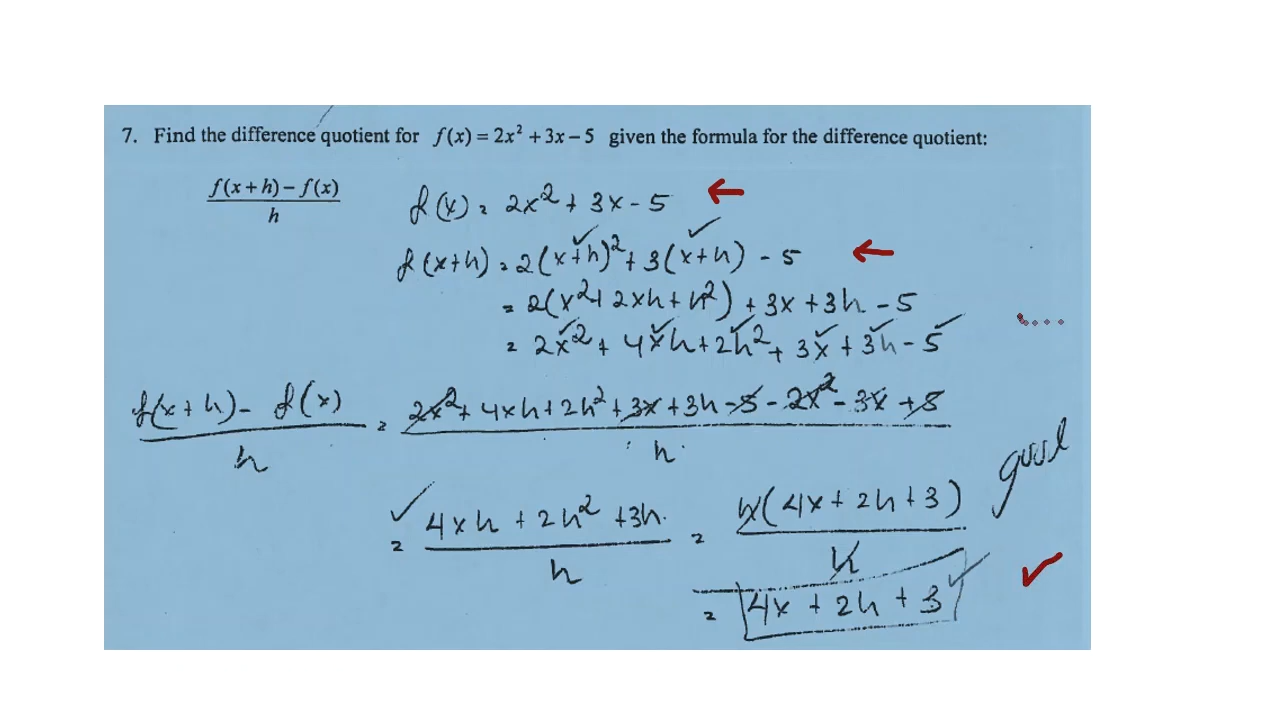 7. Find the difference quotient for f(x) = 2x² + 3x – 5 given the formula for the difference quotient:
f(x + h) – f(x)
h
f(x) = 2x² + 3x - 5
f(x+h) = 2(x+h)² + 3(x+h) - 5
= 2(x² + 2xh + h²) + 3x + 3h - 5
= 2x² + 4xh + 2h² + 3x + 3h - 5
f(x+h) - f(x)
h
= 2x² + 4xh + 2h² + 3x + 3h - 5 - 2x² - 3x + 5
h
good
= 4xh + 2h² + 3h
h
= h(4x + 2h + 3)
h
= 4x + 2h + 3